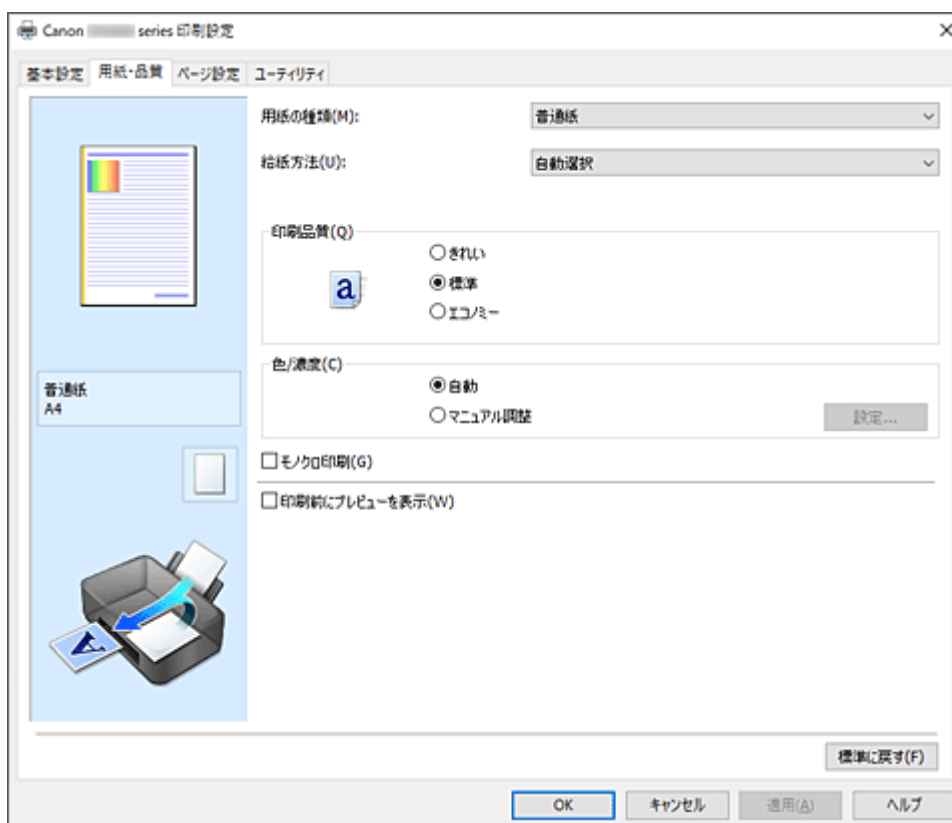 Canon series 印刷設定
基本設定 用紙・品質 ページ設定 ユーティリティ
用紙の種類(M): 普通紙
給紙方法(U): 自動選択
印刷品質(Q)
きれい
a 標準
エコノミー
色/濃度(C)
自動
マニュアル調整 設定...
普通紙
A4
モノクロ印刷(G)
印刷前にプレビューを表示(W)
A
標準に戻す(F)
OK キャンセル 適用(A) ヘルプ